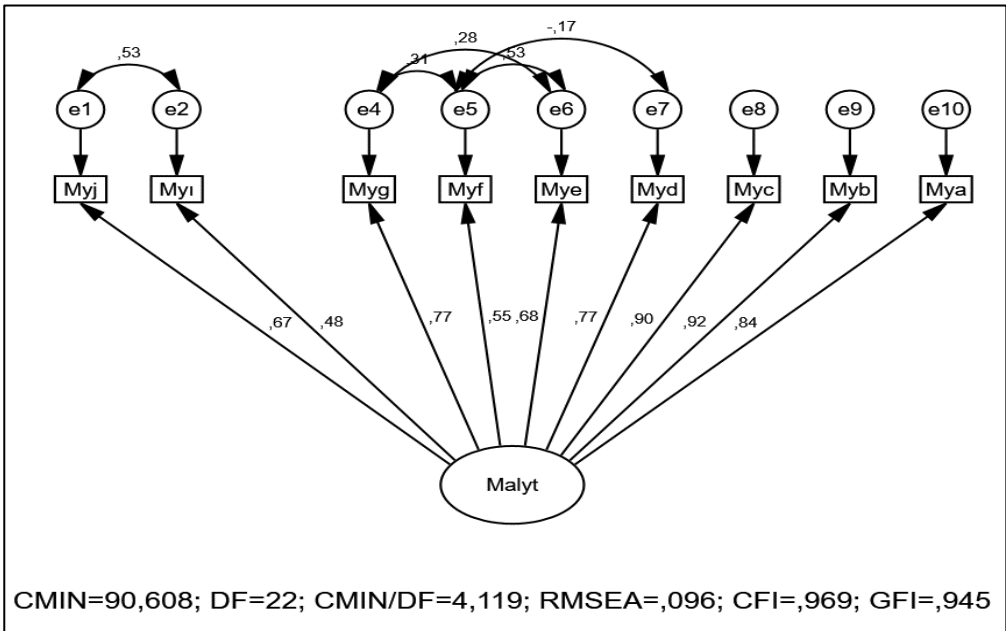 -,17
,28
,53 ,31 ,53
e1 e2 e4 e5 e6 e7 e8 e9 e10
Myj Myı Myg Myf Mye Myd Myc Myb Mya
,67 ,48 ,77 ,55 ,68 ,77 ,90 ,92 ,84
Malyt
CMIN=90,608; DF=22; CMIN/DF=4,119; RMSEA=,096; CFI=,969; GFI=,945